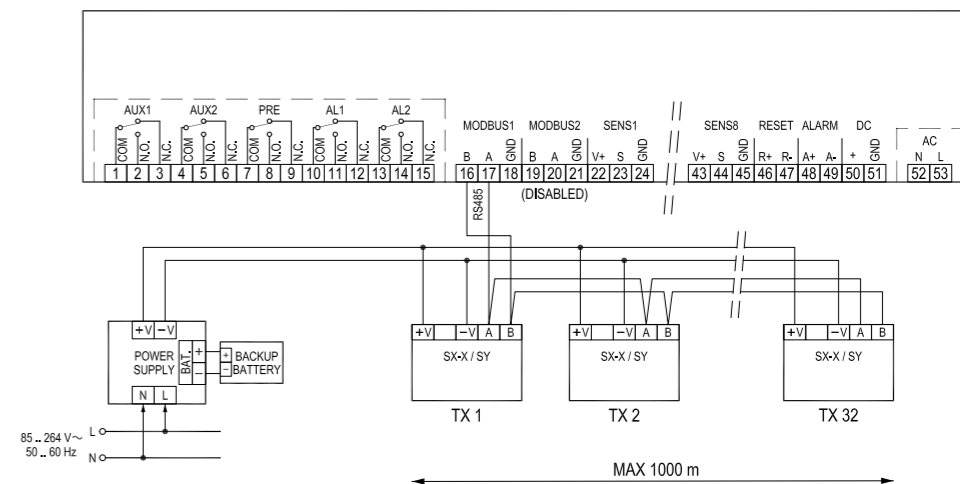 AUX1 AUX2 PRE AL1 AL2
MODBUS1 MODBUS2 SENS1 SENS8 RESET ALARM DC AC
COM N.O. N.C. COM N.O. N.C. COM N.O. N.C. COM N.O. N.C. COM N.O. N.C. B A GND B A GND V+ S GND V+ S GND R+ R- A+ A- + GND N L
1 2 3 4 5 6 7 8 9 10 11 12 13 14 15 16 17 18 19 20 21 22 23 24 43 44 45 46 47 48 49 50 51 52 53
(DISABLED)
RS485
+V -V
POWER SUPPLY
BAT.
+
-
+ BACKUP
- BATTERY
N L
+V -V A B
SX-X / SY
TX 1
+V -V A B
SX-X / SY
TX 2
+V -V A B
SX-X / SY
TX 32
85 .. 264 V~ L
50 .. 60 Hz N
MAX 1000 m